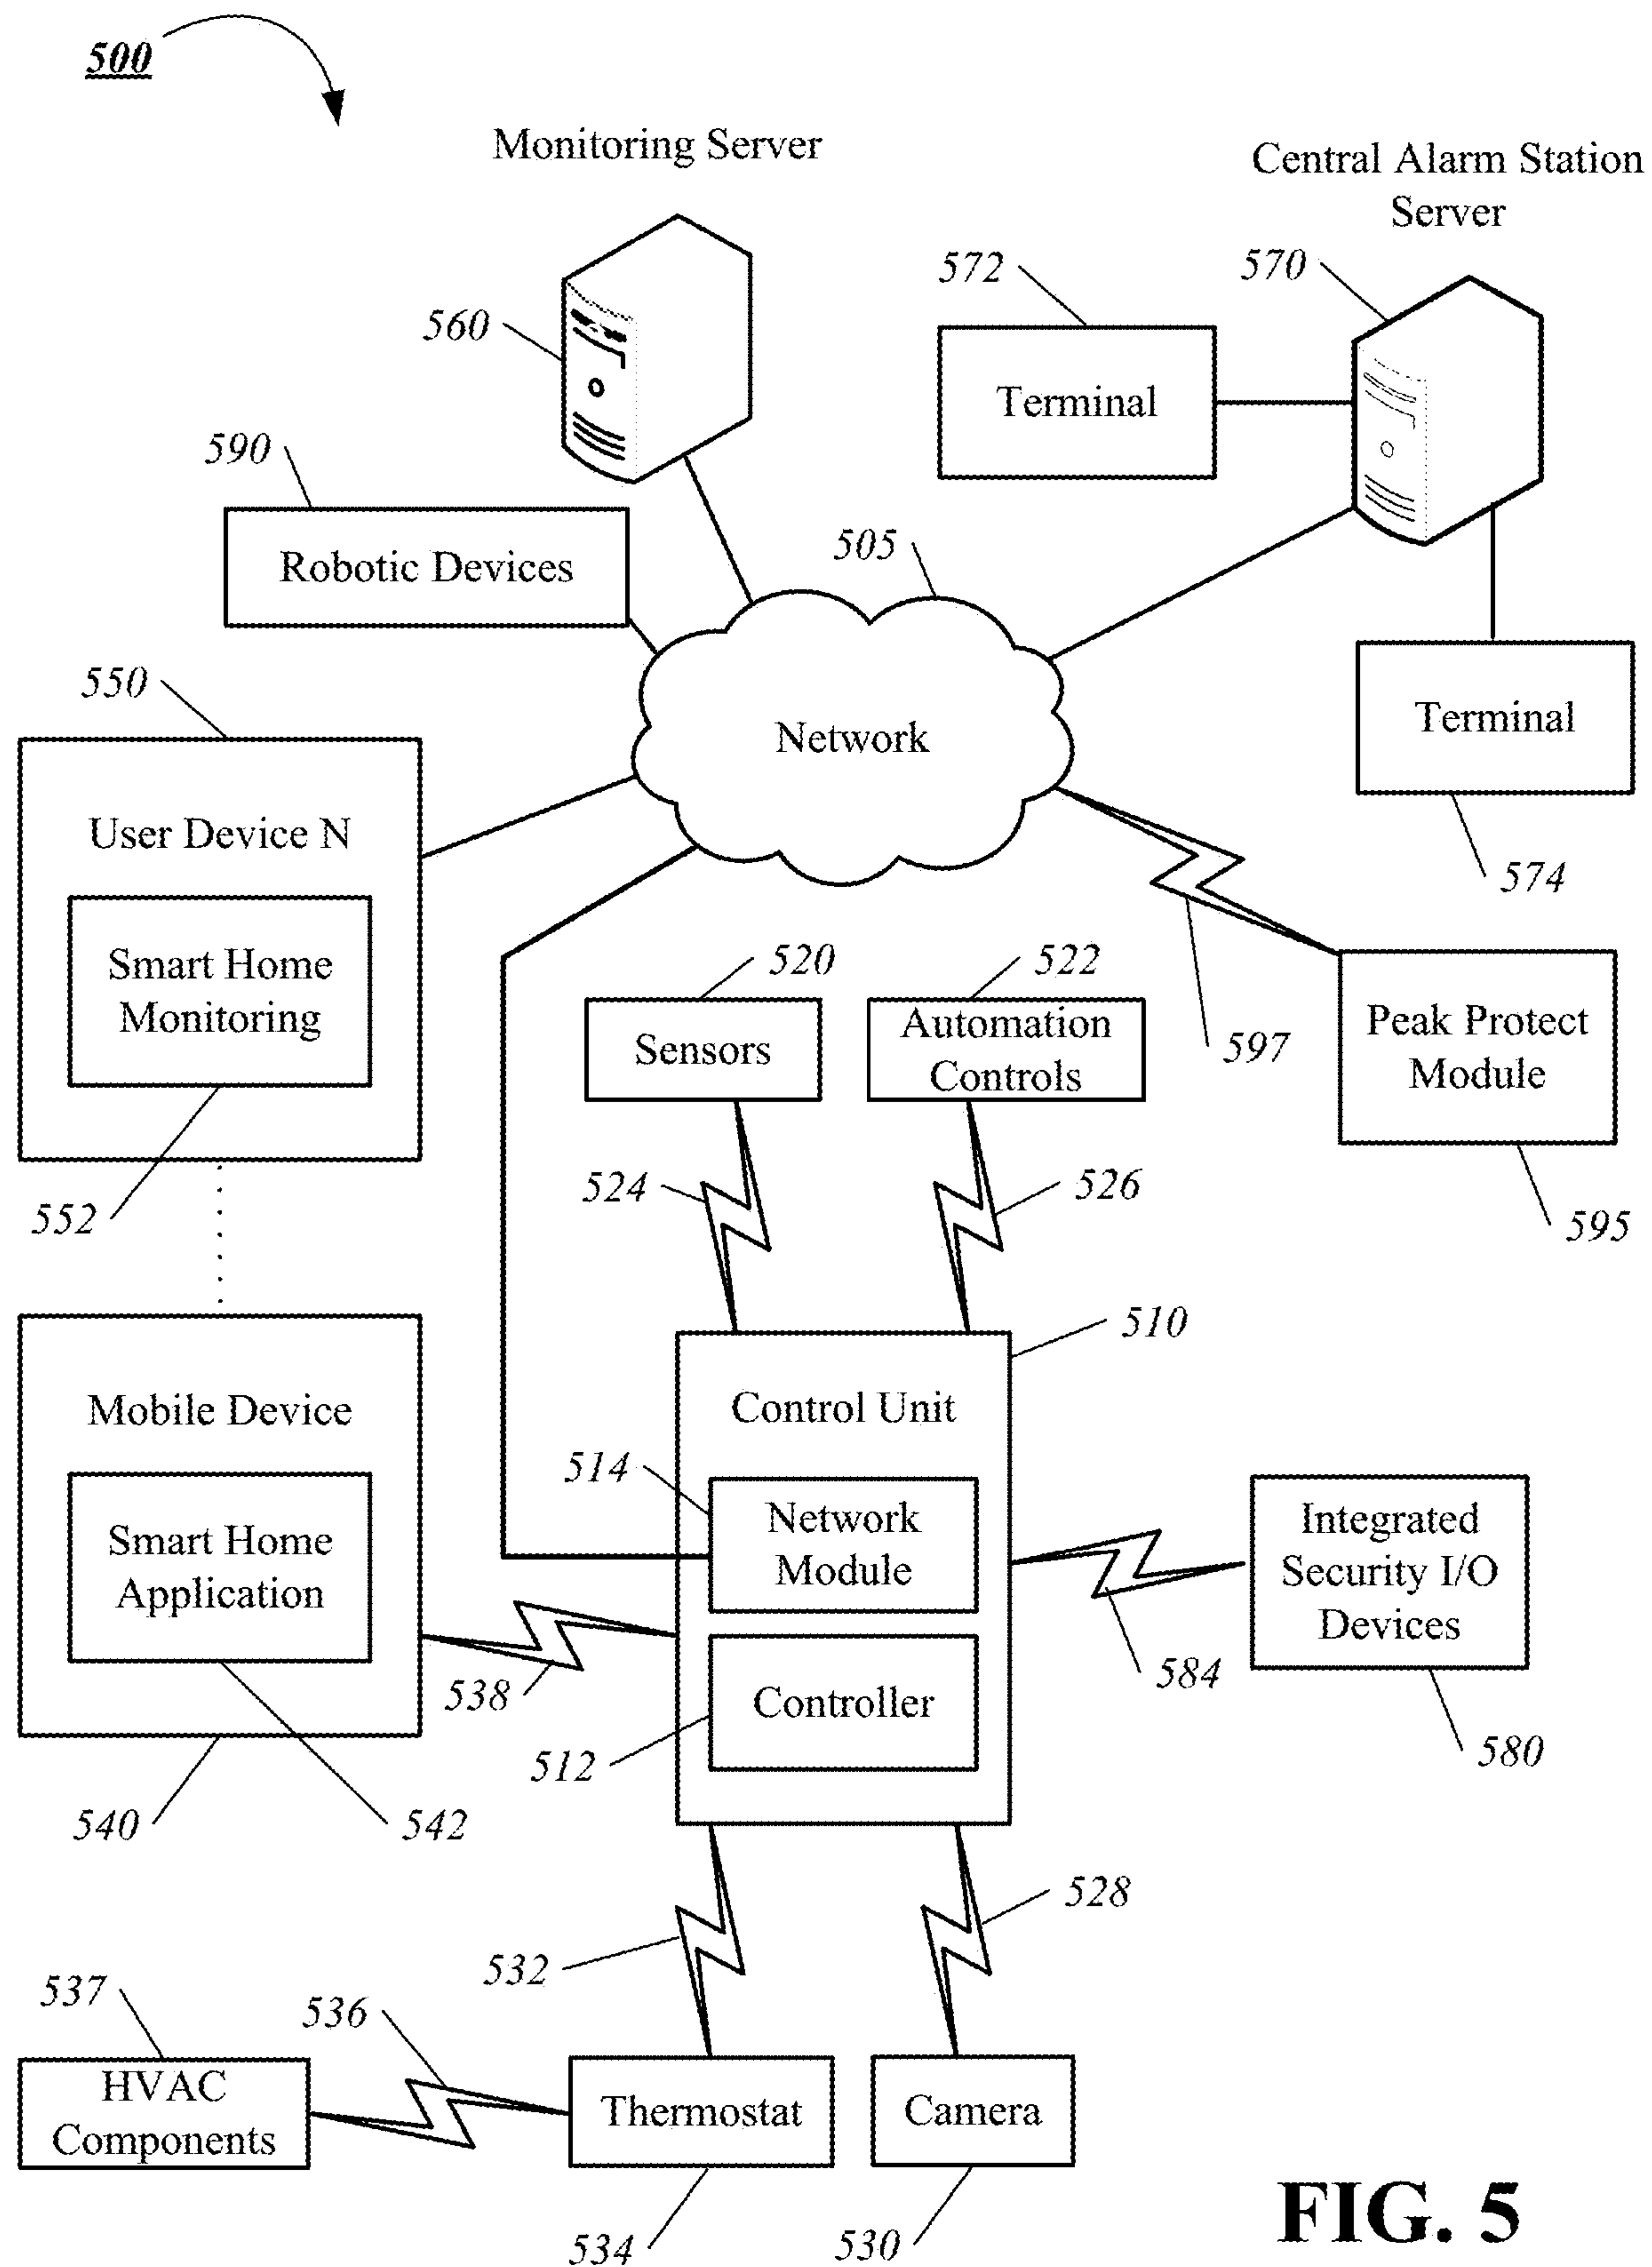 500
Monitoring Server
Central Alarm Station
Server
572
570
560
Terminal
590
505
Robotic Devices
550
Network
Terminal
User Device N
574
Smart Home
Monitoring
520
522
Sensors
Automation
Controls
597
Peak Protect
Module
552
524
526
595
510
Mobile Device
Control Unit
514
Network
Module
Smart Home
Application
Integrated
Security I/O
Devices
538
584
Controller
512
580
540
542
528
532
537
536
HVAC
Components
Thermostat
Camera
534
530
FIG. 5